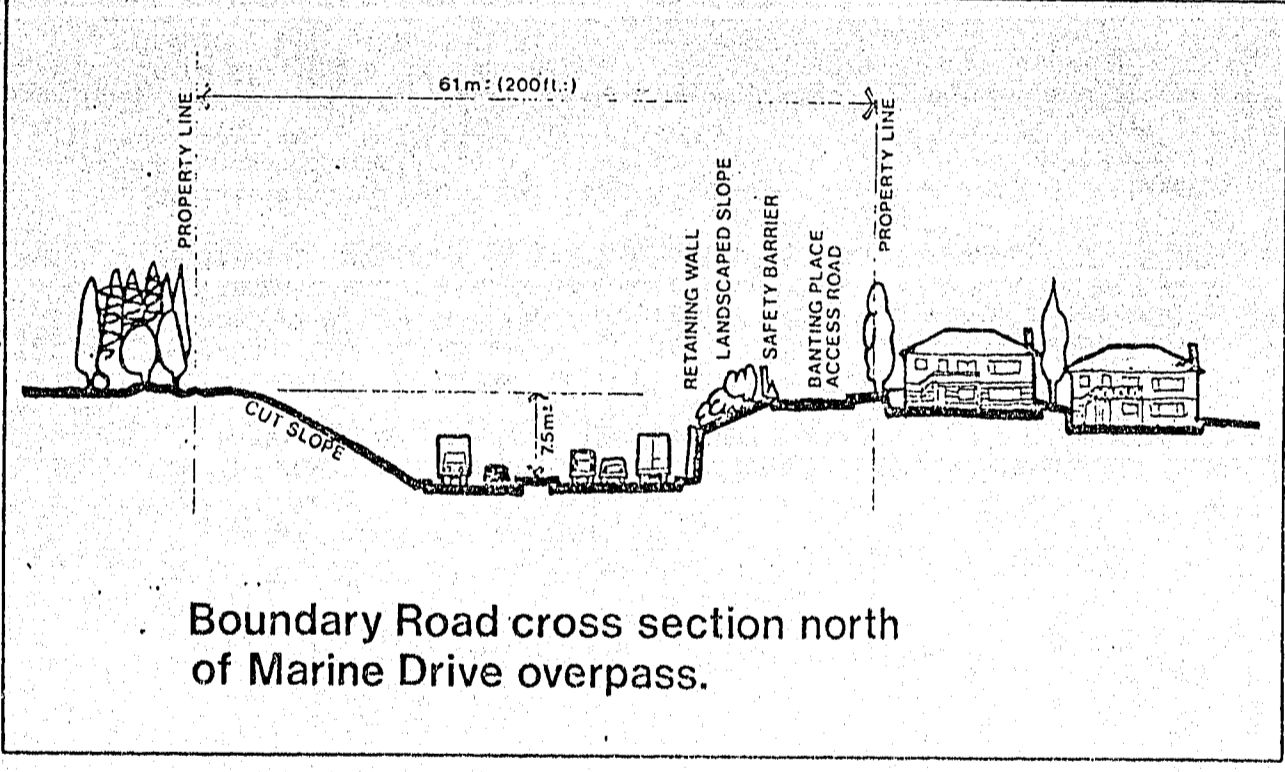 61m± (200ft.±)
PROPERTY LINE
PROPERTY LINE
RETAINING WALL
LANDSCAPED SLOPE
SAFETY BARRIER
BANTING PLACE
ACCESS ROAD
CUT SLOPE
7.5m±
Boundary Road cross section north
of Marine Drive overpass.